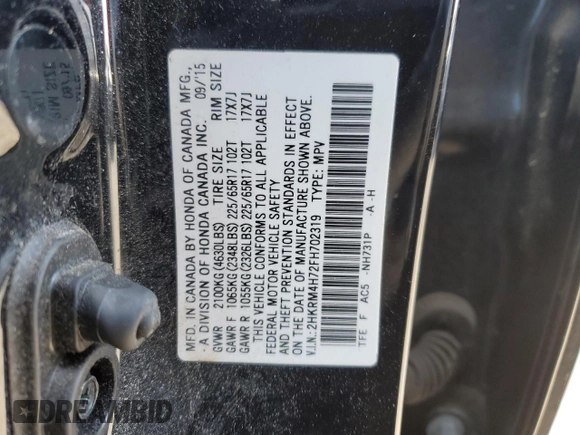 MFD. IN CANADA BY HONDA OF CANADA MFG.,
A DIVISION OF HONDA CANADA INC. 09/15
TIRE SIZE RIM SIZE
GVWR 2100KG(4630LBS)
GAWR F 1065KG(2348LBS) 225/65R17 102T 17X7J
GAWR R 1055KG(2326LBS) 225/65R17 102T 17X7J
THIS VEHICLE CONFORMS TO ALL APPLICABLE
FEDERAL MOTOR VEHICLE SAFETY
AND THEFT PREVENTION STANDARDS IN EFFECT
ON THE DATE OF MANUFACTURE SHOWN ABOVE.
V.I.N.: 2HKRM4H72FH702319 TYPE: MPV
TFE F AC5 -NH731P -A -H
DREAMBID